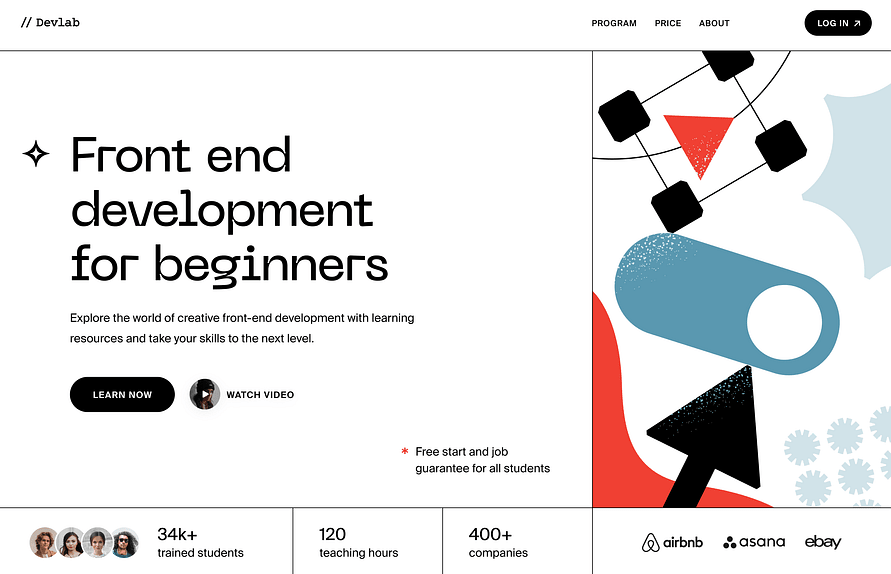 // Devlab
PROGRAM
PRICE
ABOUT
LOG IN
Front end
development
for beginners
Explore the world of creative front-end development with learning
resources and take your skills to the next level.
LEARN NOW
WATCH VIDEO
* Free start and job
guarantee for all students
34k+
trained students
120
teaching hours
400+
companies
airbnb
asana
ebay